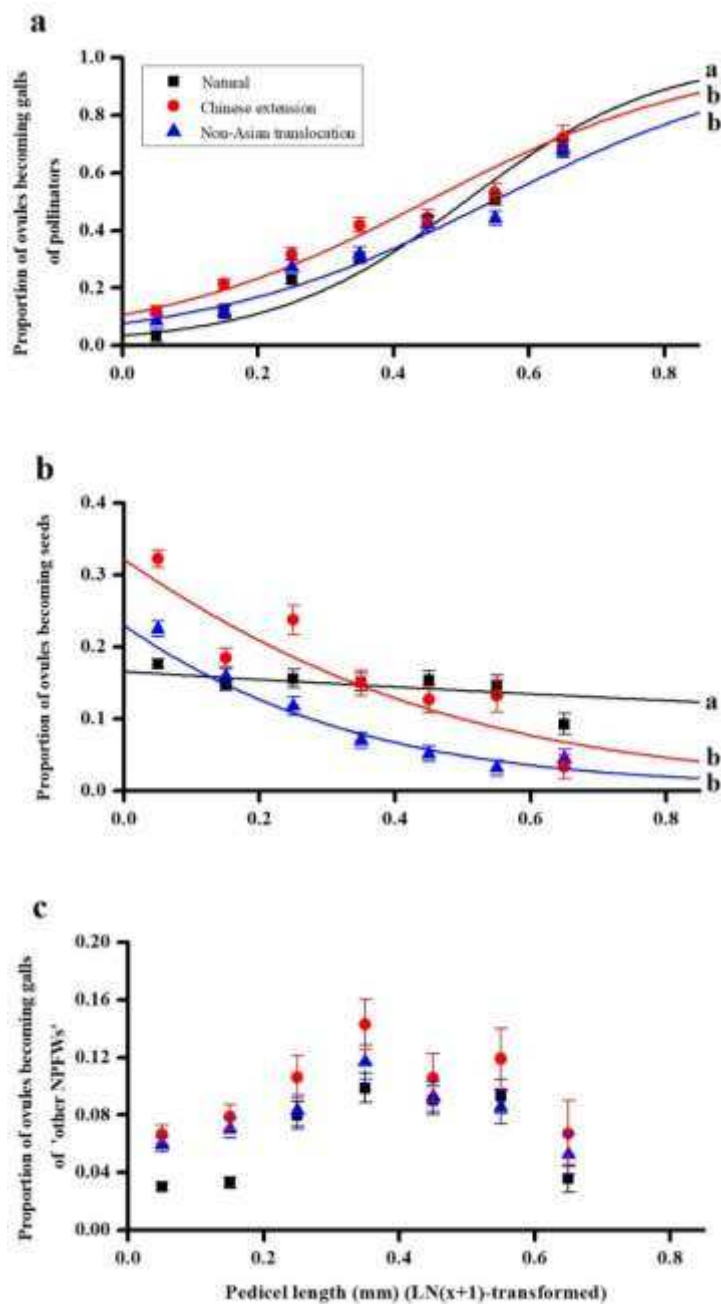 a
Proportion of ovules becoming galls
of pollinators
1.0
0.8
0.6
0.4
0.2
0.0
Natural
Chinese extension
Non-Asian translocation
a
b
b
0.0 0.2 0.4 0.6 0.8
b
Proportion of ovules becoming seeds
0.4
0.3
0.2
0.1
0.0
a
b
b
0.0 0.2 0.4 0.6 0.8
c
Proportion of ovules becoming galls
of 'other NPFWs'
0.20
0.16
0.12
0.08
0.04
0.00
0.0 0.2 0.4 0.6 0.8
Pedicel length (mm) (LN(x+1)-transformed)